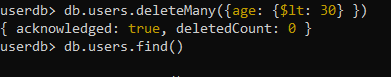 userdb> db.users.deleteMany({age: {$lt: 30} })
{ acknowledged: true, deletedCount: 0 }
userdb> db.users.find()